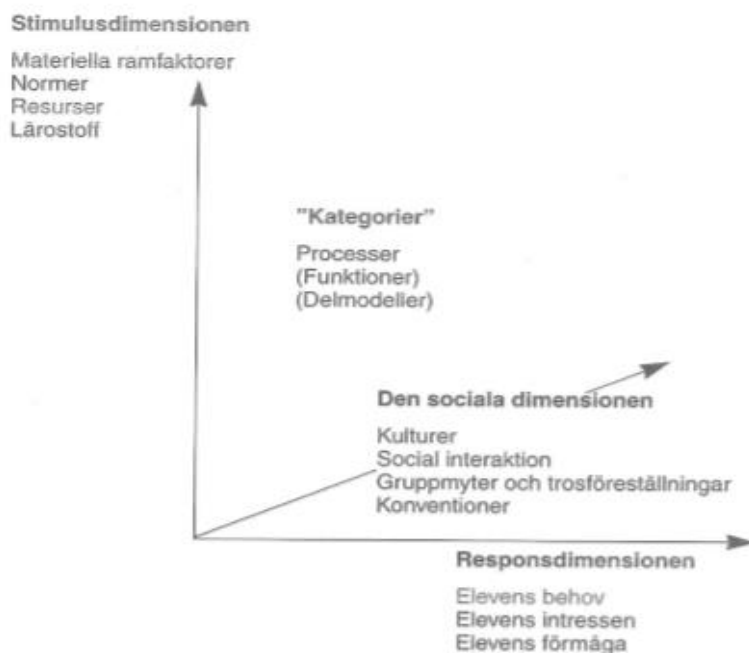 Stimulusdimensionen
Materiella ramfaktorer
Normer
Resurser
Lärostoff
"Kategorier"
Processer
(Funktioner)
(Delmodeller)
Den sociala dimensionen
Kulturer
Social interaktion
Gruppmyter och trosföreställningar
Konventioner
Responsdimensionen
Elevens behov
Elevens intressen
Elevens förmåga